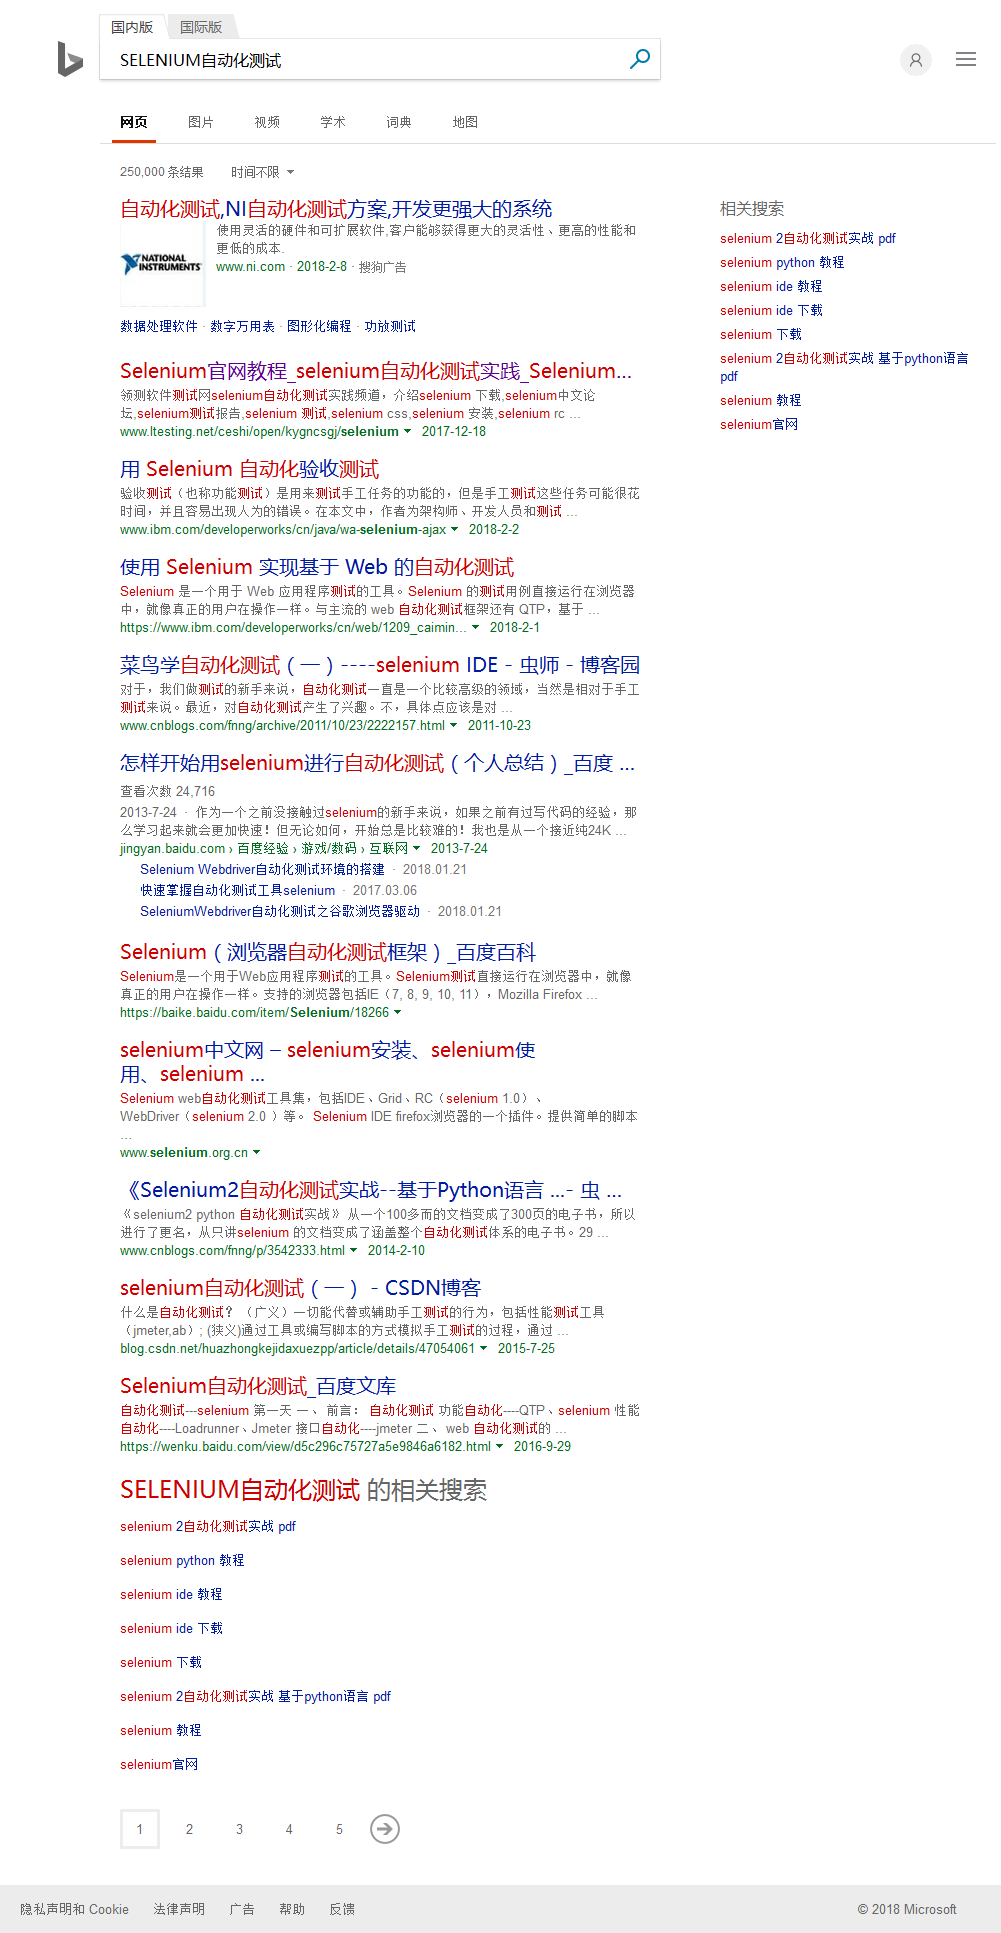 国内版 国际版
SELENIUM自动化测试
网页 图片 视频 学术 词典 地图
250,000 条结果 时间不限
自动化测试,NI自动化测试方案,开发更强大的系统
NATIONAL INSTRUMENTS
使用灵活的硬件和可扩展软件,客户能够获得更大的灵活性、更高的性能和
更低的成本.
www.ni.com · 2018-2-8 · 搜狗广告
数据处理软件 · 数字万用表 · 图形化编程 · 功放测试
Selenium官网教程_selenium自动化测试实践_Selenium...
领测软件测试网selenium自动化测试实践频道，介绍selenium 下载,selenium中文论
坛,selenium测试报告,selenium 测试,selenium css,selenium 安装,selenium rc ...
www.ltesting.net/ceshi/open/kygncsgj/selenium 2017-12-18
用 Selenium 自动化验收测试
验收测试（也称功能测试）是用来测试手工任务的功能的，但是手工测试这些任务可能很花
时间，并且容易出现人为的错误。在本文中，作者为架构师、开发人员和测试 ...
www.ibm.com/developerworks/cn/java/wa-selenium-ajax 2018-2-2
使用 Selenium 实现基于 Web 的自动化测试
Selenium 是一个用于 Web 应用程序测试的工具。Selenium 的测试用例直接运行在浏览器
中，就像真正的用户在操作一样。与主流的 web 自动化测试框架还有 QTP，基于 ...
https://www.ibm.com/developerworks/cn/web/1209_caimin... 2018-2-1
菜鸟学自动化测试（一）----selenium IDE - 虫师 - 博客园
对于，我们做测试的新手来说，自动化测试一直是一个比较高级的领域，当然是相对于手工
测试来说。最近，对自动化测试产生了兴趣。不，具体点应该是对 ...
www.cnblogs.com/fnng/archive/2011/10/23/2222157.html 2011-10-23
怎样开始用selenium进行自动化测试（个人总结）_百度 ...
查看次数 24,716
2013-7-24 · 作为一个之前没接触过selenium的新手来说，如果之前有过写代码的经验，那
么学习起来就会更加快速！但无论如何，开始总是比较难的！我也是从一个接近纯24K ...
jingyan.baidu.com › 百度经验 › 游戏/数码 › 互联网 2013-7-24
Selenium Webdriver自动化测试环境的搭建 · 2018.01.21
快速掌握自动化测试工具selenium · 2017.03.06
SeleniumWebdriver自动化测试之谷歌浏览器驱动 · 2018.01.21
Selenium（浏览器自动化测试框架）_百度百科
Selenium是一个用于Web应用程序测试的工具。Selenium测试直接运行在浏览器中，就像
真正的用户在操作一样。支持的浏览器包括IE（7, 8, 9, 10, 11），Mozilla Firefox ...
https://baike.baidu.com/item/Selenium/18266
selenium中文网 – selenium安装、selenium使
用、selenium ...
Selenium web自动化测试工具集，包括IDE、Grid、RC（selenium 1.0）、
WebDriver（selenium 2.0 ）等。 Selenium IDE firefox浏览器的一个插件。提供简单的脚本
...
www.selenium.org.cn
《Selenium2自动化测试实战--基于Python语言 ...- 虫 ...
《selenium2 python 自动化测试实战》 从一个100多而的文档变成了300页的电子书，所以
进行了更名，从只讲selenium 的文档变成了涵盖整个自动化测试体系的电子书。29 ...
www.cnblogs.com/fnng/p/3542333.html 2014-2-10
selenium自动化测试（一） - CSDN博客
什么是自动化测试？ （广义）一切能代替或辅助手工测试的行为，包括性能测试工具
（jmeter,ab）; (狭义)通过工具或编写脚本的方式模拟手工测试的过程，通过 ...
blog.csdn.net/huazhongkejidaxuezpp/article/details/47054061 2015-7-25
Selenium自动化测试_百度文库
自动化测试---selenium 第一天 一、 前言： 自动化测试 功能自动化----QTP、selenium 性能
自动化----Loadrunner、Jmeter 接口自动化----jmeter 二、 web 自动化测试的 ...
https://wenku.baidu.com/view/d5c296c75727a5e9846a6182.html 2016-9-29
SELENIUM自动化测试 的相关搜索
selenium 2自动化测试实战 pdf
selenium python 教程
selenium ide 教程
selenium ide 下载
selenium 下载
selenium 2自动化测试实战 基于python语言 pdf
selenium 教程
selenium官网
1 2 3 4 5
相关搜索
selenium 2自动化测试实战 pdf
selenium python 教程
selenium ide 教程
selenium ide 下载
selenium 下载
selenium 2自动化测试实战 基于python语言
pdf
selenium 教程
selenium官网
隐私声明和 Cookie 法律声明 广告 帮助 反馈 © 2018 Microsoft